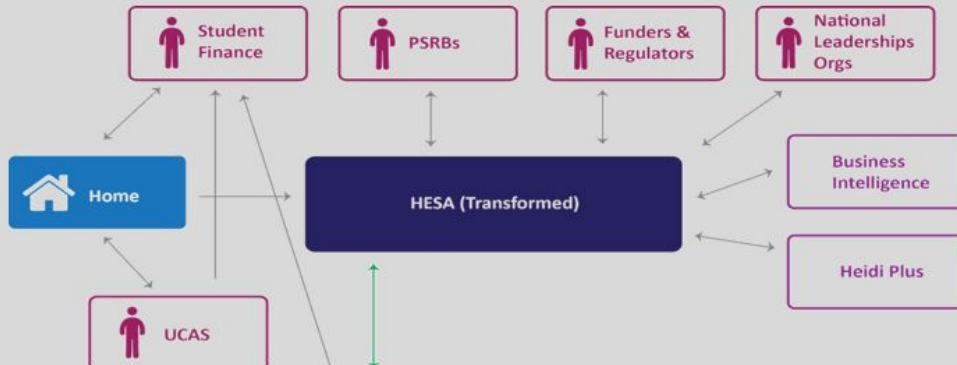 Student
Finance
PSRBs
Funders &
Regulators
National
Leaderships
Orgs
Home
HESA (Transformed)
Business
Intelligence
Heidi Plus
UCAS